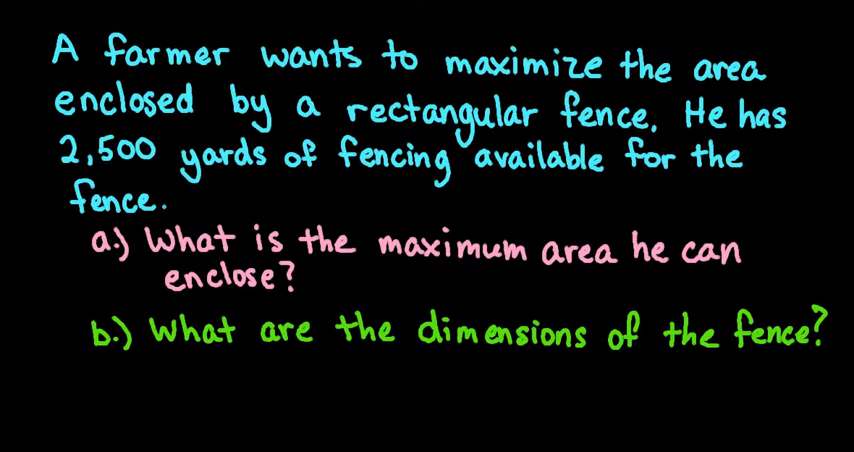 A farmer wants to maximize the area
enclosed by a rectangular fence. He has
2,500 yards of fencing available for the
fence.
a.) What is the maximum area he can
enclose?
b.) What are the dimensions of the fence?